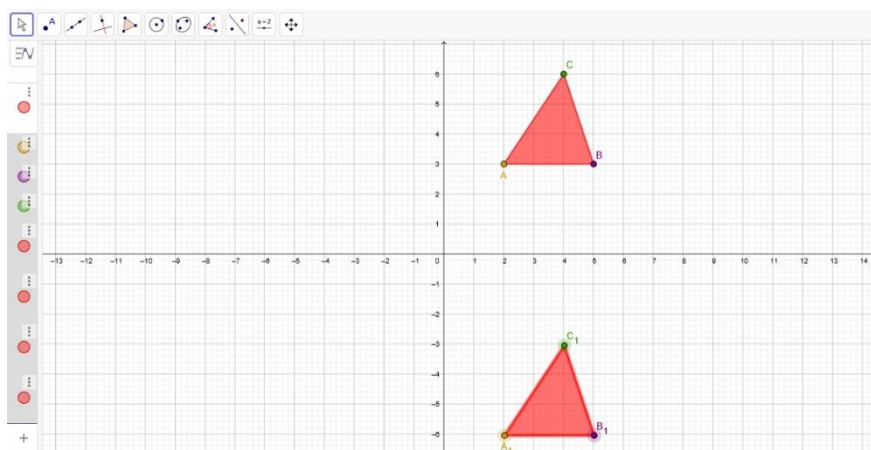 A
a = 2
C
6
5
4
A
3
B
2
1
–13 –12 –11 –10 –9 –8 –7 –6 –5 –4 –3 –2 –1 0 1 2 3 4 5 6 7 8 9 10 11 12 13 14
–1
–2
–3
C1
–4
–5
–6
A1
B1